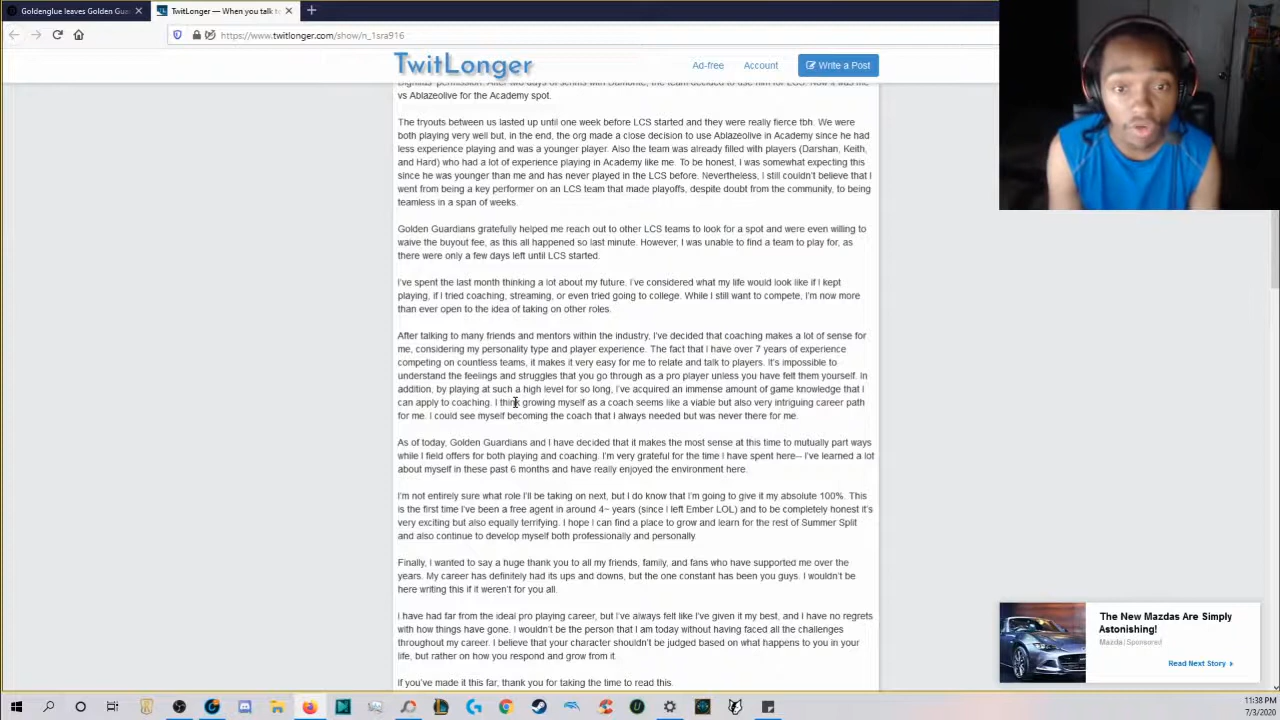 Goldenglue leaves Golden Gua
TwitLonger — When you talk t
https://www.twitlonger.com/show/n_1sra916
TwitLonger
Ad-free
Account
Write a Post
vs Ablazeolive for the Academy spot.
The tryouts between us lasted up until one week before LCS started and they were really fierce tbh. We were
both playing very well but, in the end, the org made a close decision to use Ablazeolive in Academy since he had
less experience playing and was a younger player. Also the team was already filled with players (Darshan, Keith,
and Hard) who had a lot of experience playing in Academy like me. To be honest, I was somewhat expecting this
since he was younger than me and has never played in the LCS before. Nevertheless, I still couldn't believe that I
went from being a key performer on an LCS team that made playoffs, despite doubt from the community, to being
teamless in a span of weeks.
Golden Guardians gratefully helped me reach out to other LCS teams to look for a spot and were even willing to
waive the buyout fee, as this all happened so last minute. However, I was unable to find a team to play for, as
there were only a few days left until LCS started.
I've spent the last month thinking a lot about my future. I've considered what my life would look like if I kept
playing, if I tried coaching, streaming, or even tried going to college. While I still want to compete, I'm now more
than ever open to the idea of taking on other roles.
After talking to many friends and mentors within the industry, I've decided that coaching makes a lot of sense for
me, considering my personality type and player experience. The fact that I have over 7 years of experience
competing on countless teams, it makes it very easy for me to relate and talk to players. It's impossible to
understand the feelings and struggles that you go through as a pro player unless you have felt them yourself. In
addition, by playing at such a high level for so long, I've acquired an immense amount of game knowledge that I
can apply to coaching. I think growing myself as a coach seems like a viable but also very intriguing career path
for me. I could see myself becoming the coach that I always needed but was never there for me.
As of today, Golden Guardians and I have decided that it makes the most sense at this time to mutually part ways
while I field offers for both playing and coaching. I'm very grateful for the time I have spent here-- I've learned a lot
about myself in these past 6 months and have really enjoyed the environment here.
I'm not entirely sure what role I'll be taking on next, but I do know that I'm going to give it my absolute 100%. This
is the first time I've been a free agent in around 4~ years (since I left Ember LOL) and to be completely honest it's
very exciting but also equally terrifying. I hope I can find a place to grow and learn for the rest of Summer Split
and also continue to develop myself both professionally and personally.
Finally, I wanted to say a huge thank you to all my friends, family, and fans who have supported me over the
years. My career has definitely had its ups and downs, but the one constant has been you guys. I wouldn't be
here writing this if it weren't for you all.
I have had far from the ideal pro playing career, but I've always felt like I've given it my best, and I have no regrets
with how things have gone. I wouldn't be the person that I am today without having faced all the challenges
throughout my career. I believe that your character shouldn't be judged based on what happens to you in your
life, but rather on how you respond and grow from it.
If you've made it this far, thank you for taking the time to read this.
The New Mazdas Are Simply
Astonishing!
Mazda | Sponsored
Read Next Story
11:38 PM
7/3/2020